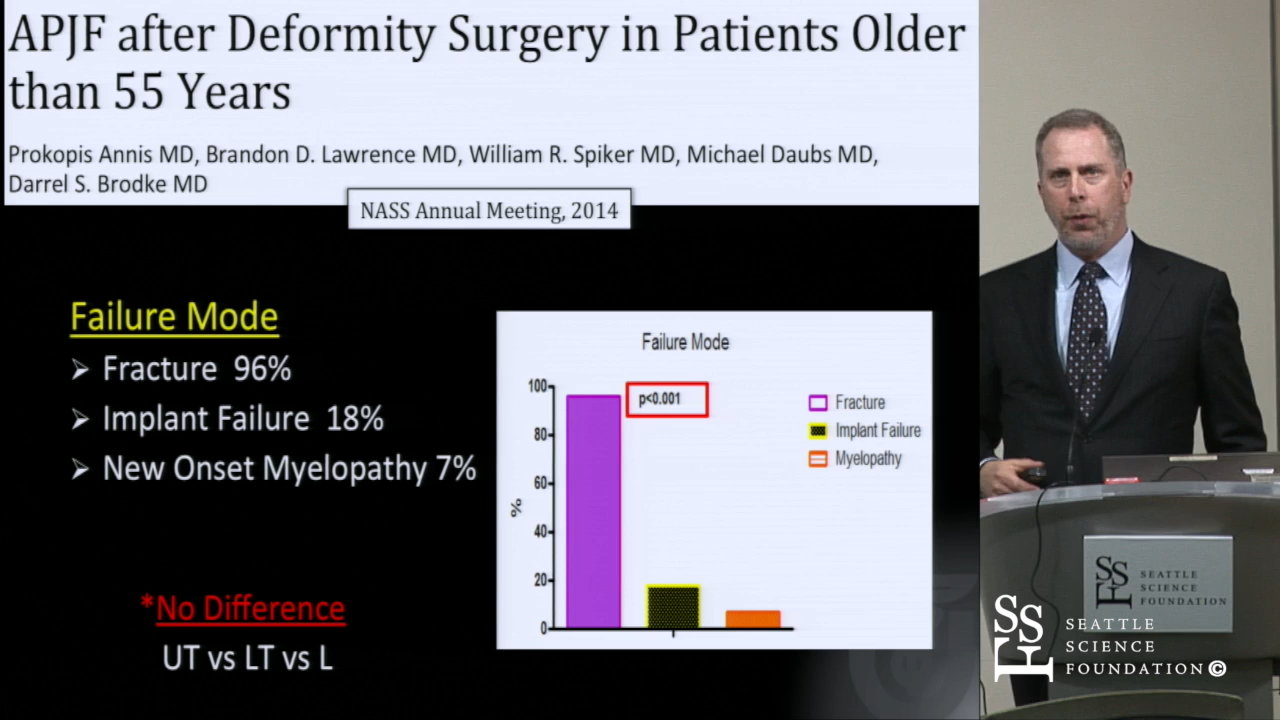 APJF after Deformity Surgery in Patients Older
than 55 Years
Prokopis Annis MD, Brandon D. Lawrence MD, William R. Spiker MD, Michael Daubs MD,
Darrel S. Brodke MD
NASS Annual Meeting, 2014
Failure Mode
➢ Fracture 96%
➢ Implant Failure 18%
➢ New Onset Myelopathy 7%
*No Difference
UT vs LT vs L
Failure Mode
p<0.001
100
80
60
40
20
0
%
Fracture
Implant Failure
Myelopathy
SSF
SEATTLE
SCIENCE
FOUNDATION
SSF
SEATTLE
SCIENCE
FOUNDATION©